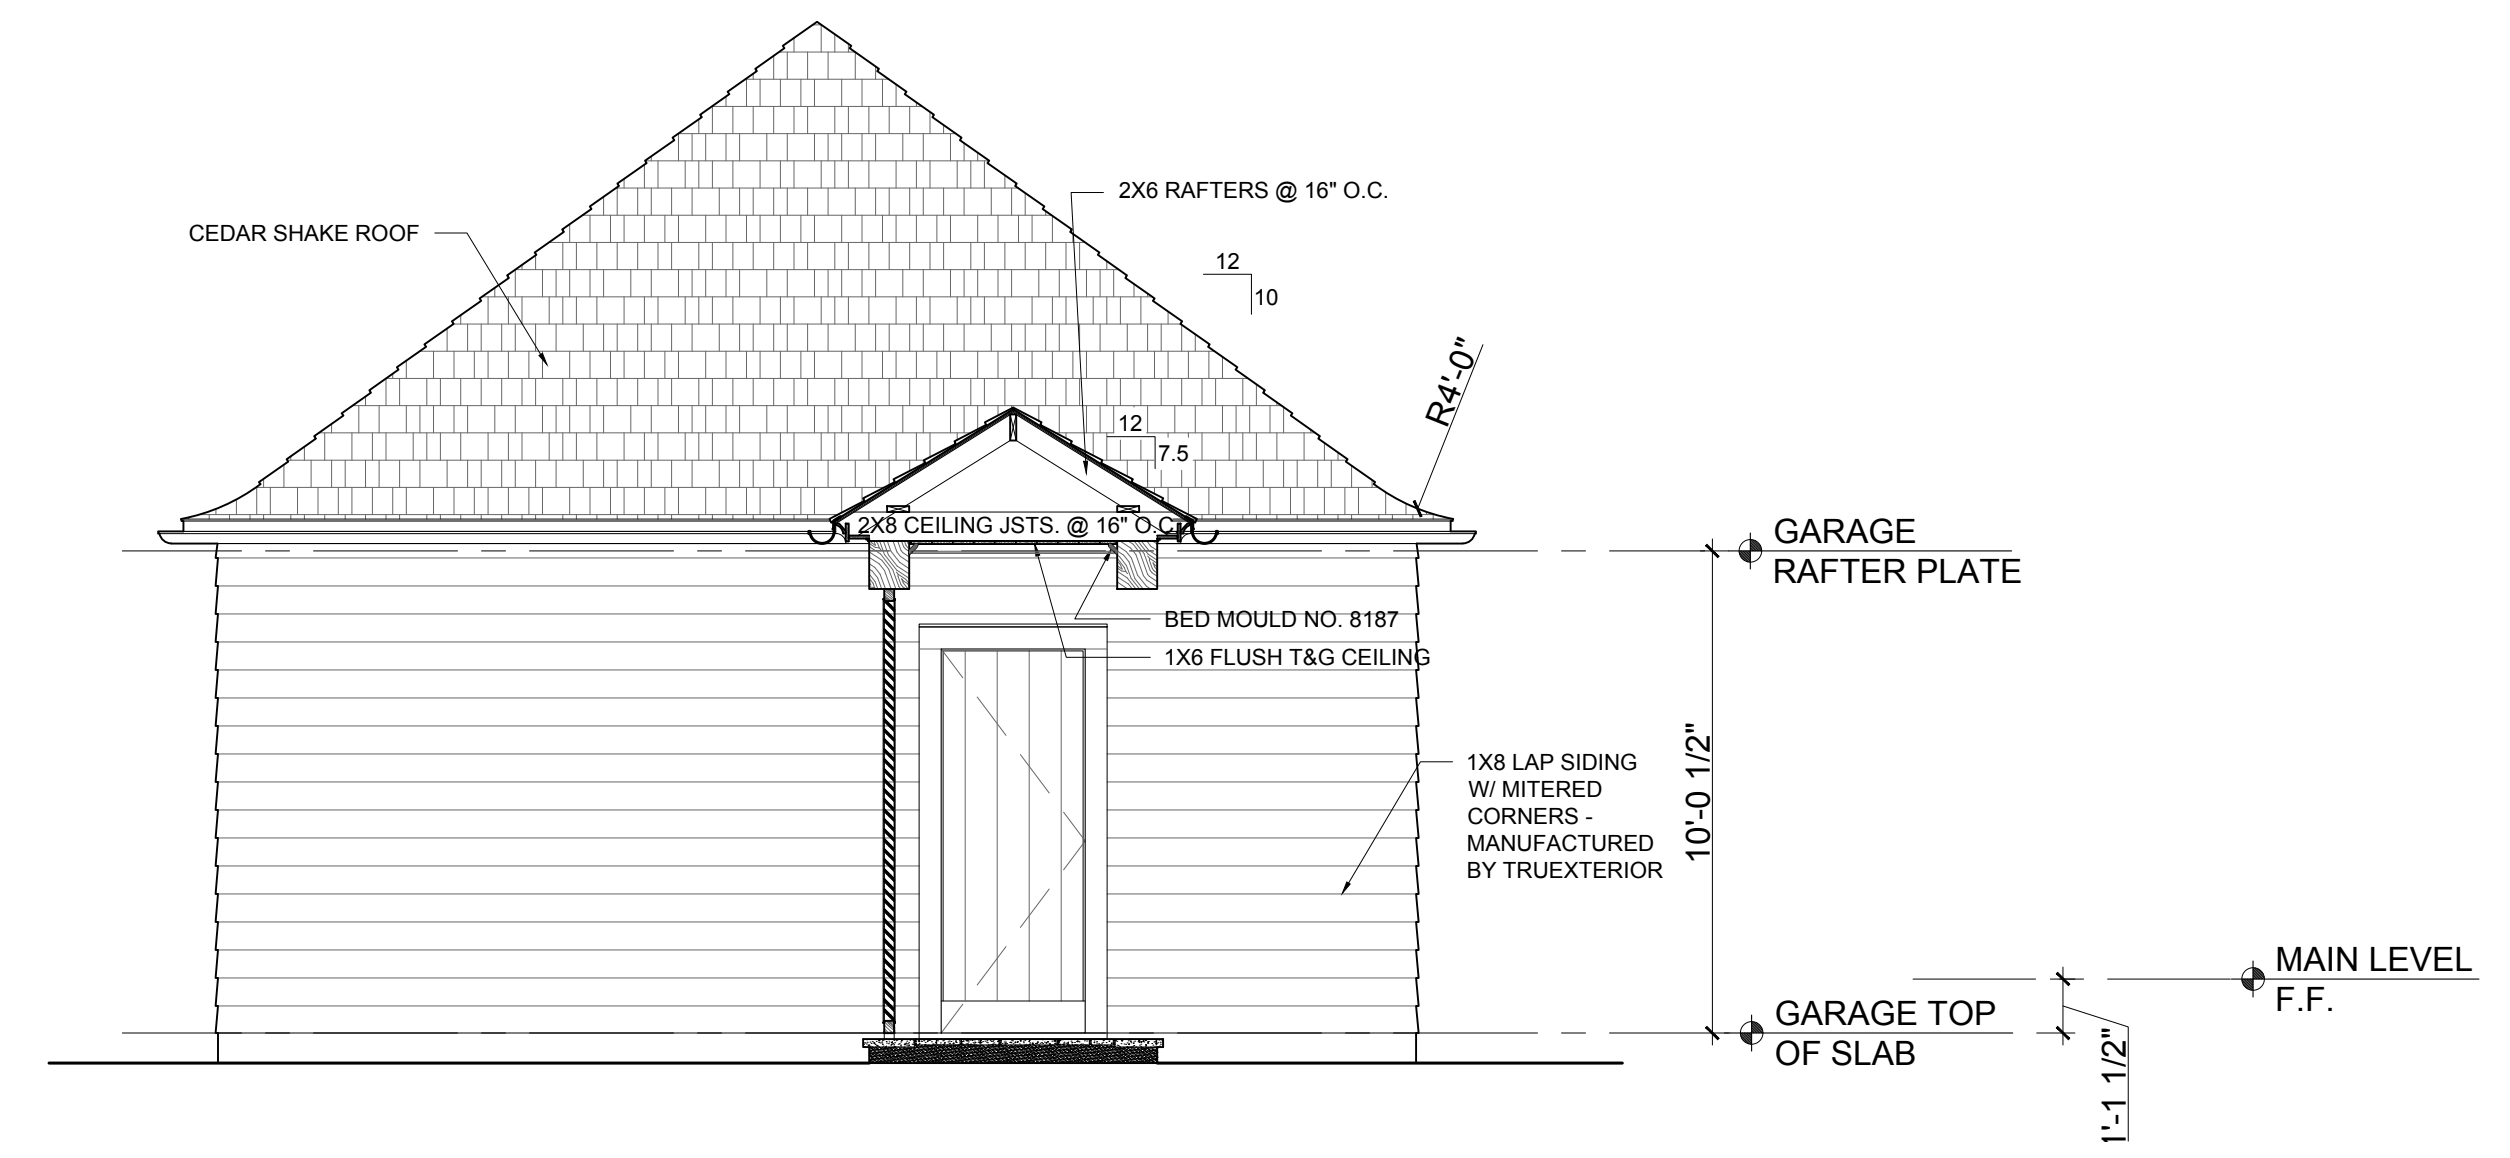 2X6 RAFTERS @ 16" O.C.
CEDAR SHAKE ROOF
12
10
R4'-0"
12
7.5
2X8 CEILING JSTS. @ 16" O.C
GARAGE
RAFTER PLATE
BED MOULD NO. 8187
1X6 FLUSH T&G CEILING
1X8 LAP SIDING
W/ MITERED
CORNERS -
MANUFACTURED
BY TRUEXTERIOR
10'-0 1/2"
MAIN LEVEL
F.F.
GARAGE TOP
OF SLAB
1'-1 1/2"